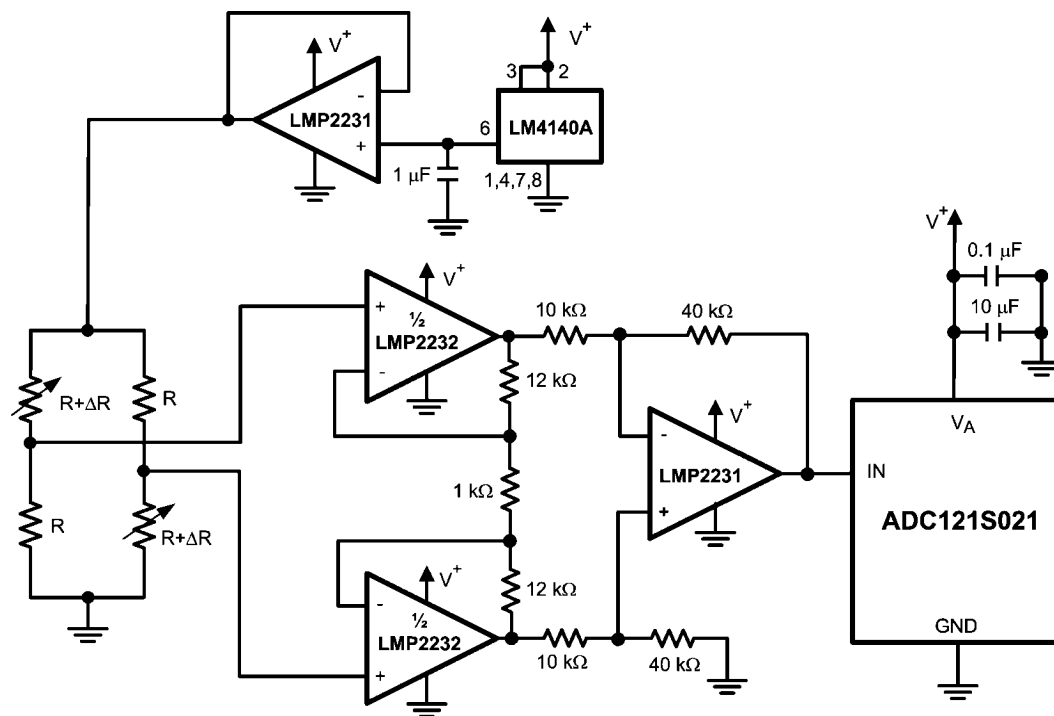 V+
V+
3
2
-
LMP2231
+
6
LM4140A
1 µF
1,4,7,8
V+
0.1 µF
10 µF
V+
+
½
LMP2232
-
10 kΩ
40 kΩ
12 kΩ
R+ΔR
R
V+
-
LMP2231
+
VA
IN
ADC121S021
GND
1 kΩ
R
R+ΔR
V+
-
½
LMP2232
+
12 kΩ
10 kΩ
40 kΩ